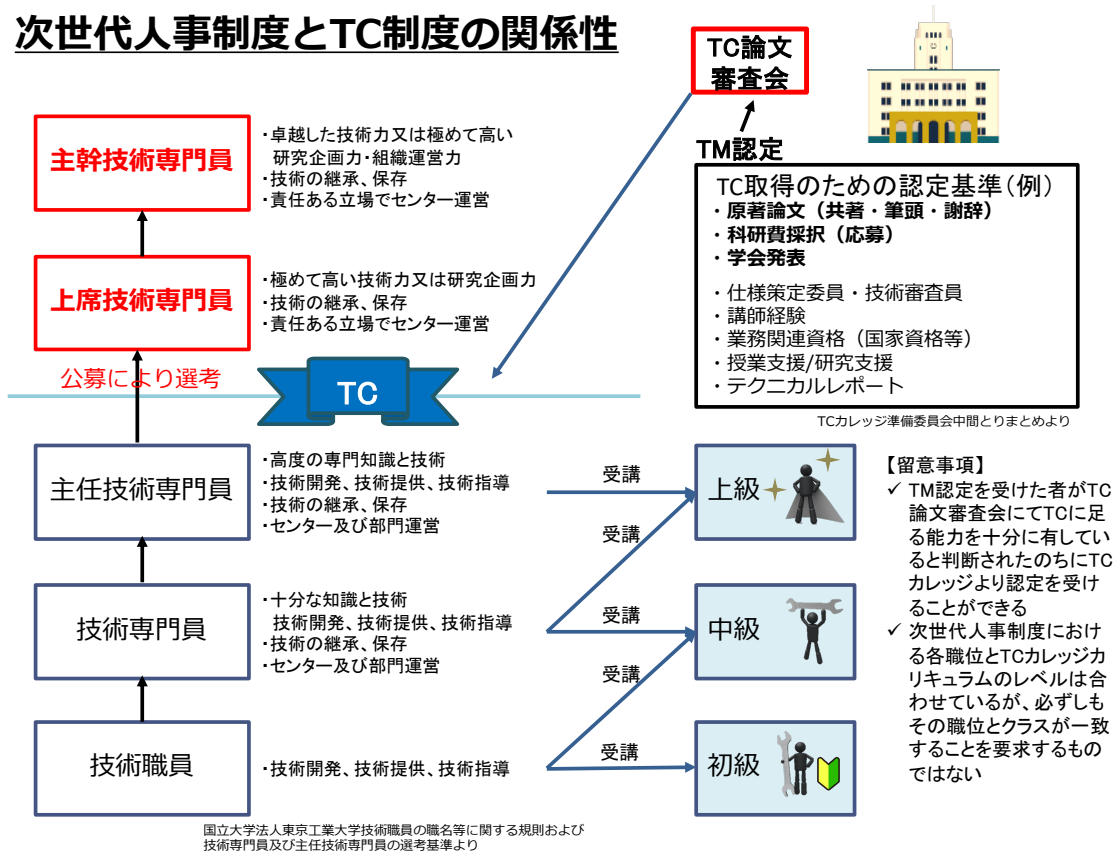 次世代人事制度とTC制度の関係性
TC論文
審査会
TM認定
TC取得のための認定基準（例）
・原著論文（共著・筆頭・謝辞）
・科研費採択（応募）
・学会発表
・仕様策定委員・技術審査員
・講師経験
・業務関連資格（国家資格等）
・授業支援/研究支援
・テクニカルレポート
TCカレッジ準備委員会中間とりまとめより
主幹技術専門員
・卓越した技術力又は極めて高い
研究企画力・組織運営力
・技術の継承、保存
・責任ある立場でセンター運営
上席技術専門員
・極めて高い技術力又は研究企画力
・技術の継承、保存
・責任ある立場でセンター運営
公募により選考
TC
主任技術専門員
・高度の専門知識と技術
・技術開発、技術提供、技術指導
・技術の継承、保存
・センター及び部門運営
受講
上級
受講
技術専門員
・十分な知識と技術
技術開発、技術提供、技術指導
・技術の継承、保存
・センター及び部門運営
受講
中級
受講
技術職員
・技術開発、技術提供、技術指導
受講
初級
【留意事項】
✓ TM認定を受けた者がTC
論文審査会にてTCに足
る能力を十分に有してい
ると判断されたのちにTC
カレッジより認定を受け
ることができる
✓ 次世代人事制度におけ
る各職位とTCカレッジカ
リキュラムのレベルは合
わせているが、必ずしも
その職位とクラスが一致
することを要求するもの
ではない
国立大学法人東京工業大学技術職員の職名等に関する規則および
技術専門員及び主任技術専門員の選考基準より